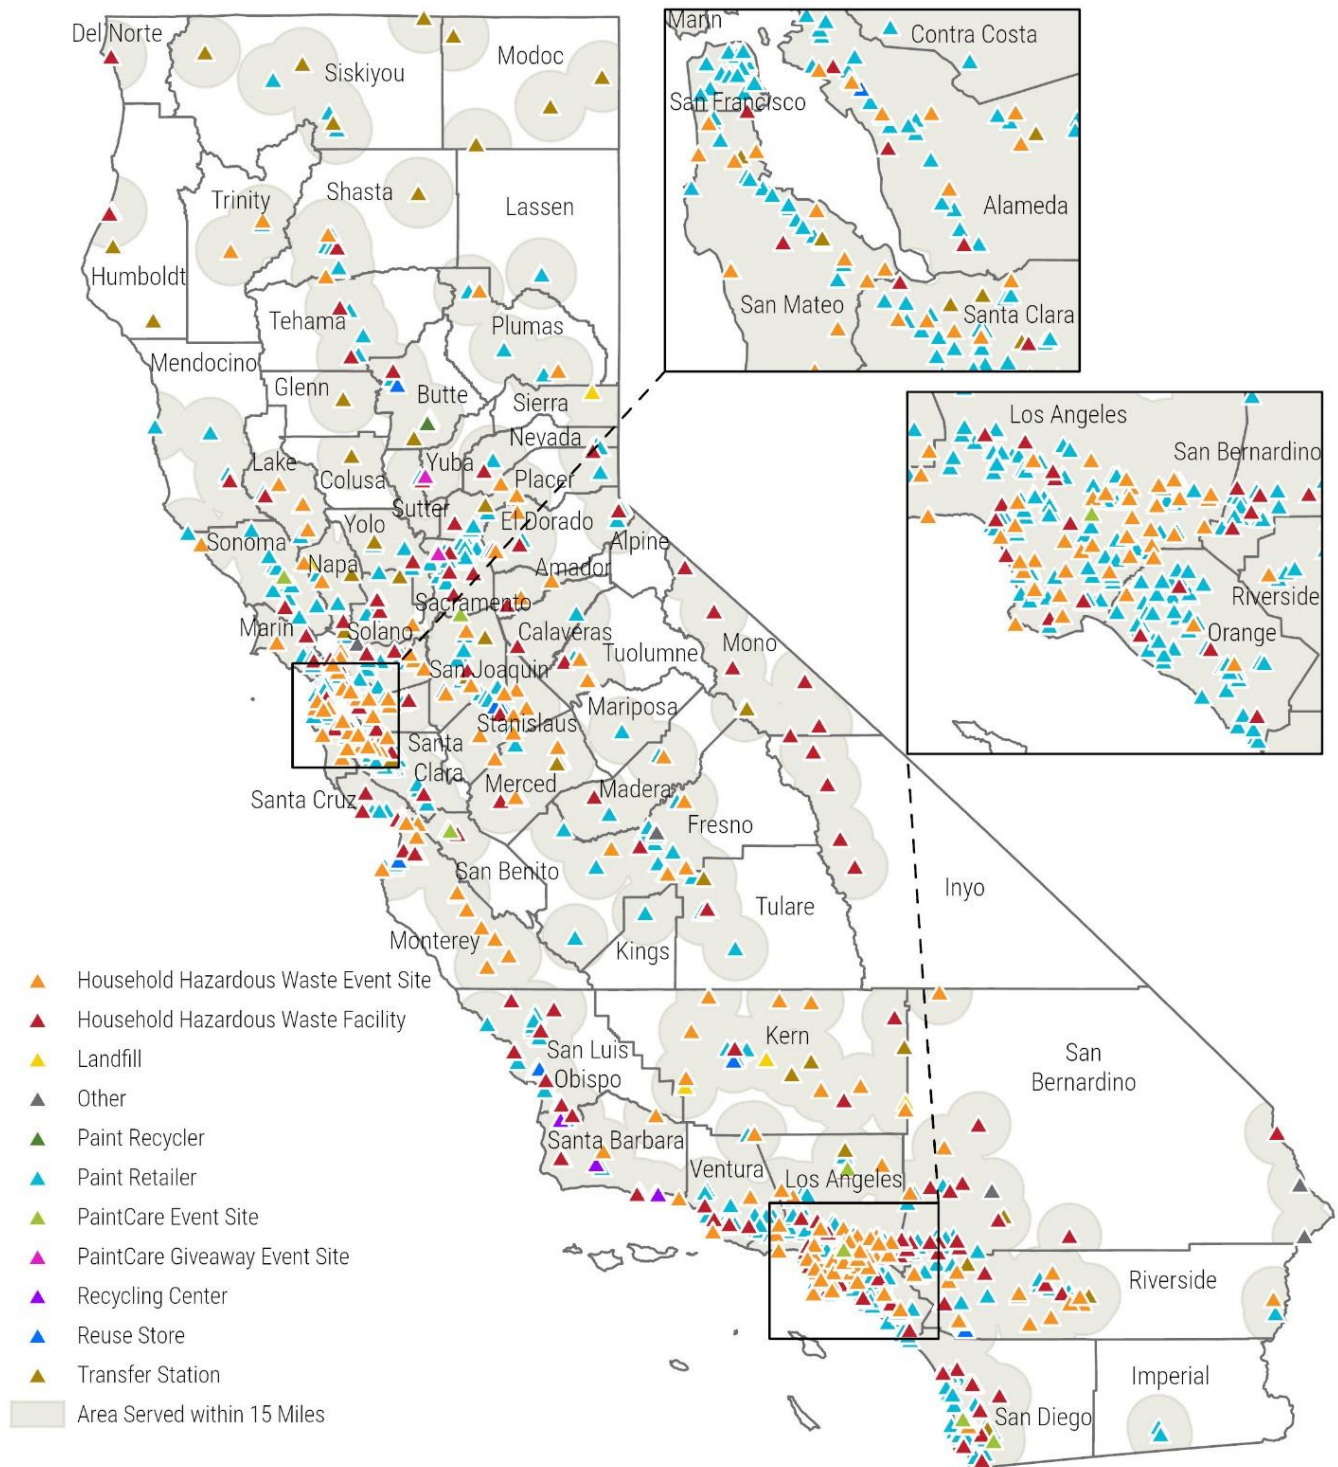 Del Norte
Siskiyou
Modoc
Marin
Contra Costa
San Francisco
Trinity
Shasta
Lassen
Alameda
Humboldt
San Mateo
Santa Clara
Tehama
Plumas
Mendocino
Glenn
Butte
Sierra
Los Angeles
San Bernardino
Nevada
Lake
Colusa
Yuba
Placer
Sutter
El Dorado
Yolo
Sonoma
Alpine
Napa
Amador
Riverside
Sacramento
Marin
Solano
Calaveras
Orange
Tuolumne
Mono
San Joaquin
Mariposa
Stanislaus
Santa
Clara
Merced
Madera
Santa Cruz
Fresno
San Benito
Inyo
Tulare
Monterey
Kings
Kern
San Luis
Obispo
San
Bernardino
Santa Barbara
Ventura
Los Angeles
Riverside
Imperial
San Diego
Household Hazardous Waste Event Site
Household Hazardous Waste Facility
Landfill
Other
Paint Recycler
Paint Retailer
PaintCare Event Site
PaintCare Giveaway Event Site
Recycling Center
Reuse Store
Transfer Station
Area Served within 15 Miles